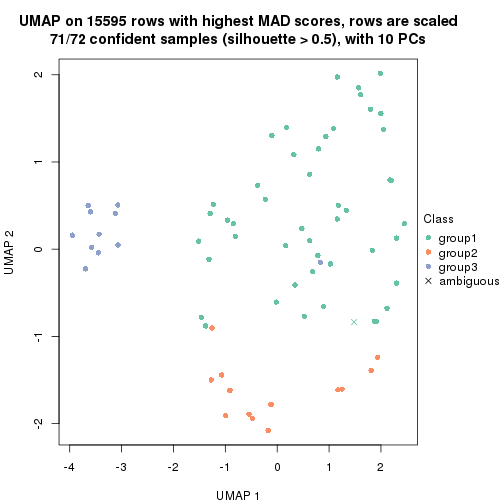 UMAP on 15595 rows with highest MAD scores, rows are scaled
71/72 confident samples (silhouette > 0.5), with 10 PCs
2
1
0
-1
-2
UMAP 2
-4
-3
-2
-1
0
1
2
UMAP 1
Class
group1
group2
group3
ambiguous